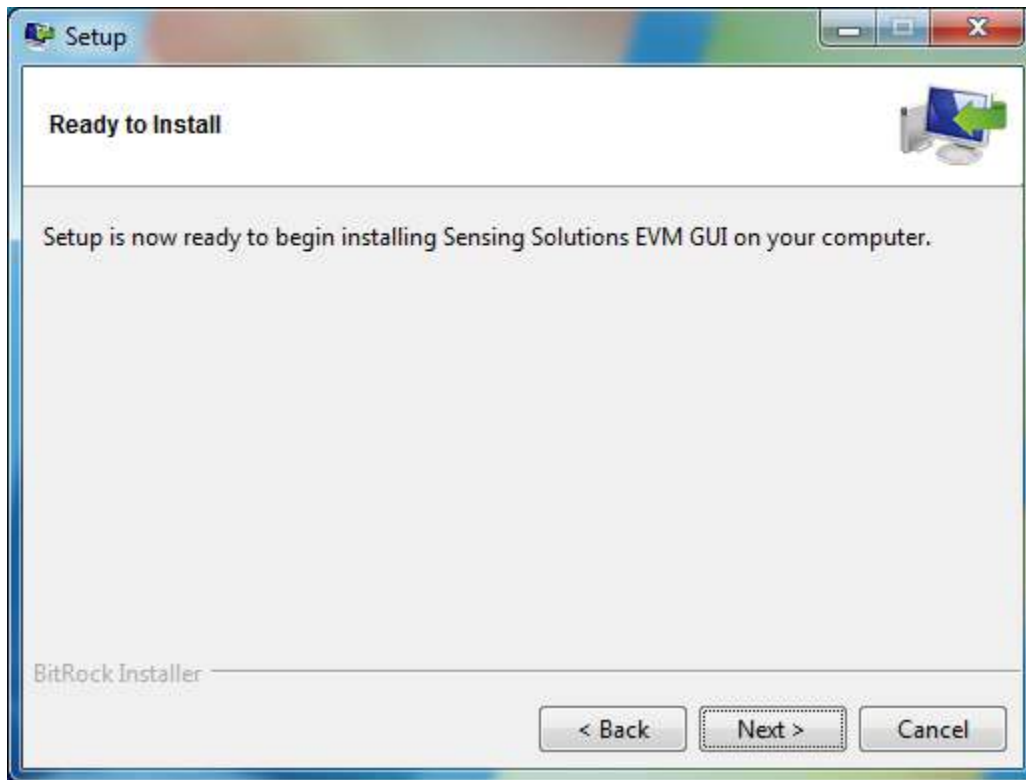 Setup
Ready to Install
Setup is now ready to begin installing Sensing Solutions EVM GUI on your computer.
BitRock Installer
< Back
Next >
Cancel